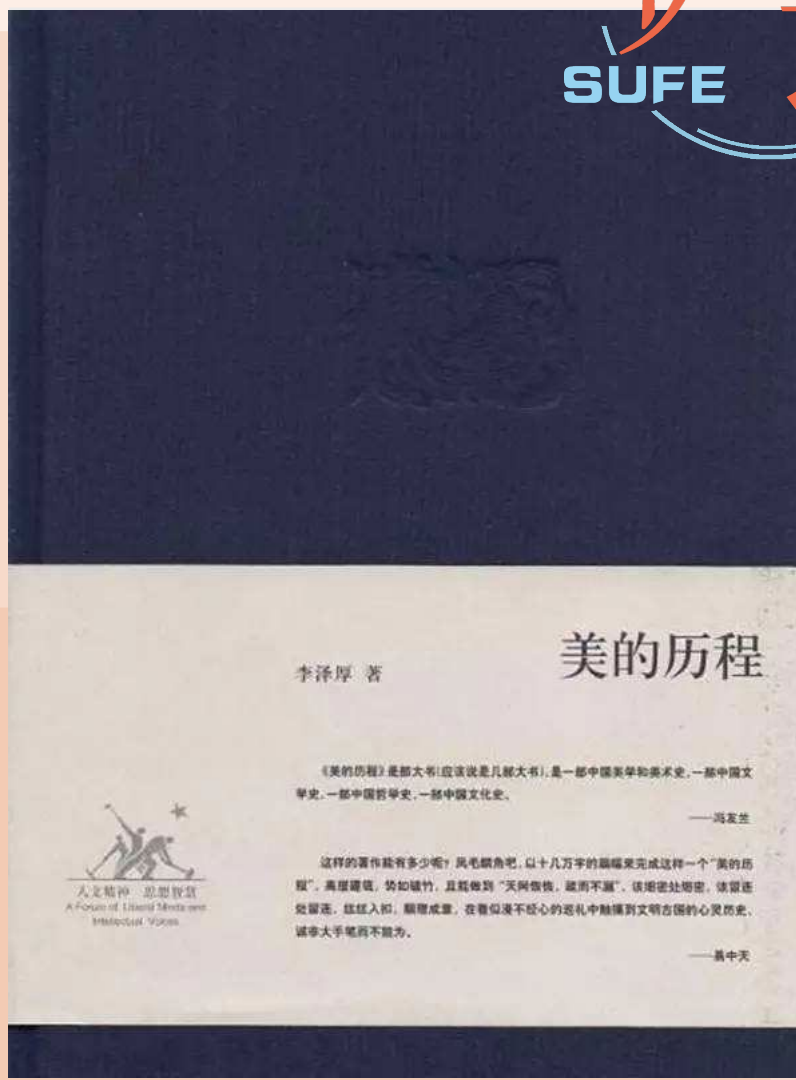 SUFE
美的历程
李泽厚 著
《美的历程》是部大书(应该说是几部大书),是一部中国美学和美术史,一部中国文
学史,一部中国哲学史,一部中国文化史。
——冯友兰
这样的著作能有多少呢?凤毛麟角吧,以十几万字的篇幅来完成这样一个“美的历
程”,高屋建瓴,势如破竹,且能做到“天网恢恢,疏而不漏”,该细密处细密,该留连
处留连,丝丝入扣,顺理成章,在看似漫不经心的巡礼中触摸到文明古国的心灵历史,
诚非大手笔而不能为。
——易中天
人文精神 思想智慧
A Forum of Liberal Minds and
Intellectual Voices